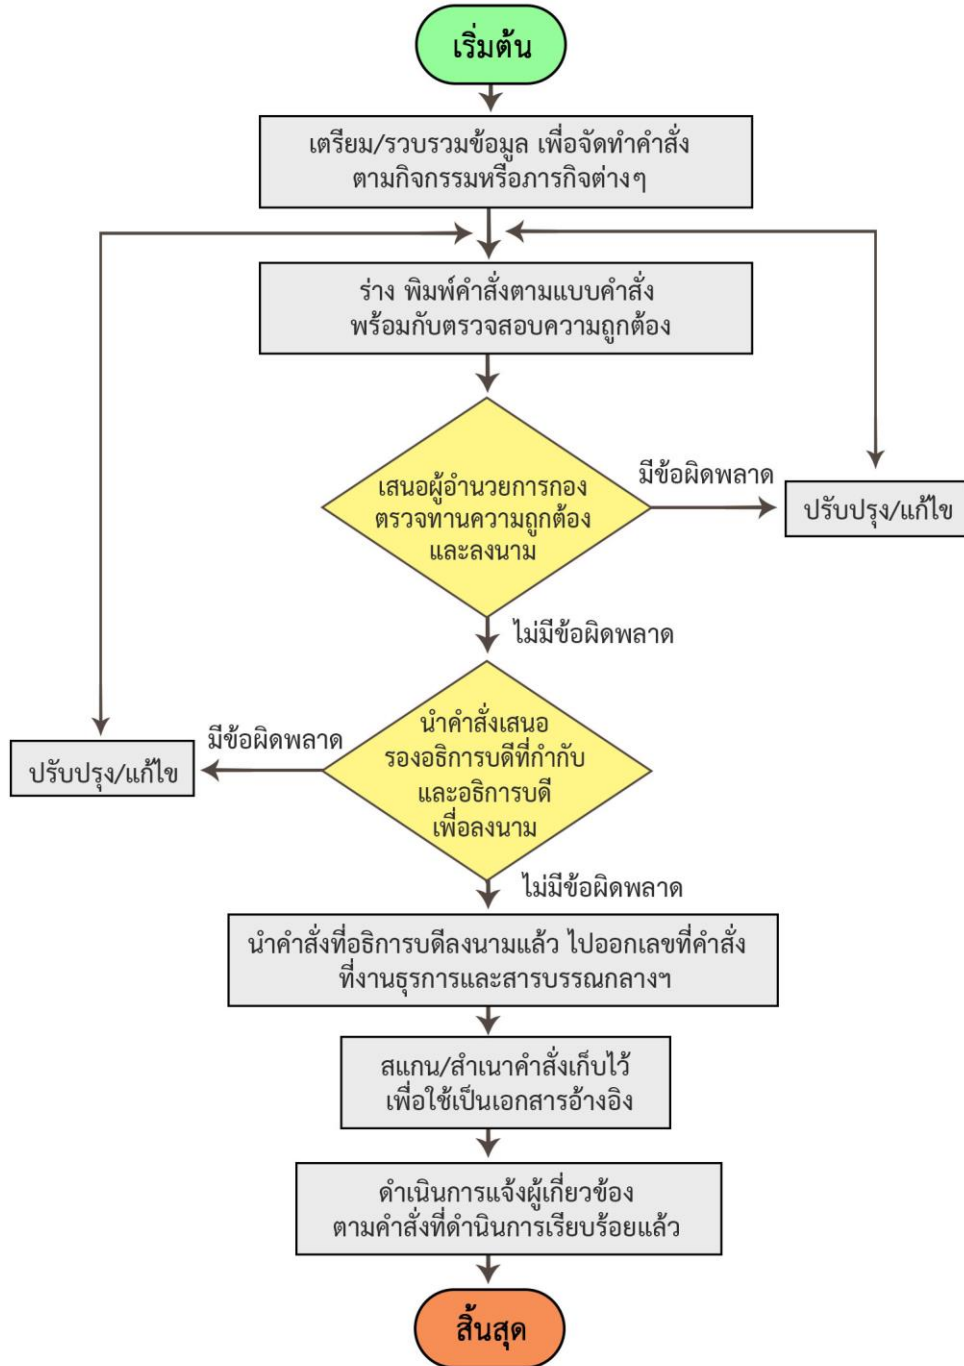 เริ่มต้น
เตรียม/รวบรวมข้อมูล เพื่อจัดทำคำสั่ง
ตามกิจกรรมหรือภารกิจต่างๆ
ร่าง พิมพ์คำสั่งตามแบบคำสั่ง
พร้อมกับตรวจสอบความถูกต้อง
เสนอผู้อำนวยการกอง
ตรวจทานความถูกต้อง
และลงนาม
มีข้อผิดพลาด
ปรับปรุง/แก้ไข
ไม่มีข้อผิดพลาด
นำคำสั่งเสนอ
รองอธิการบดีที่กำกับ
และอธิการบดี
เพื่อลงนาม
มีข้อผิดพลาด
ปรับปรุง/แก้ไข
ไม่มีข้อผิดพลาด
นำคำสั่งที่อธิการบดีลงนามแล้ว ไปออกเลขที่คำสั่ง
ที่งานธุรการและสารบรรณกลางฯ
สแกน/สำเนาคำสั่งเก็บไว้
เพื่อใช้เป็นเอกสารอ้างอิง
ดำเนินการแจ้งผู้เกี่ยวข้อง
ตามคำสั่งที่ดำนินการเรียบร้อยแล้ว
สิ้นสุด